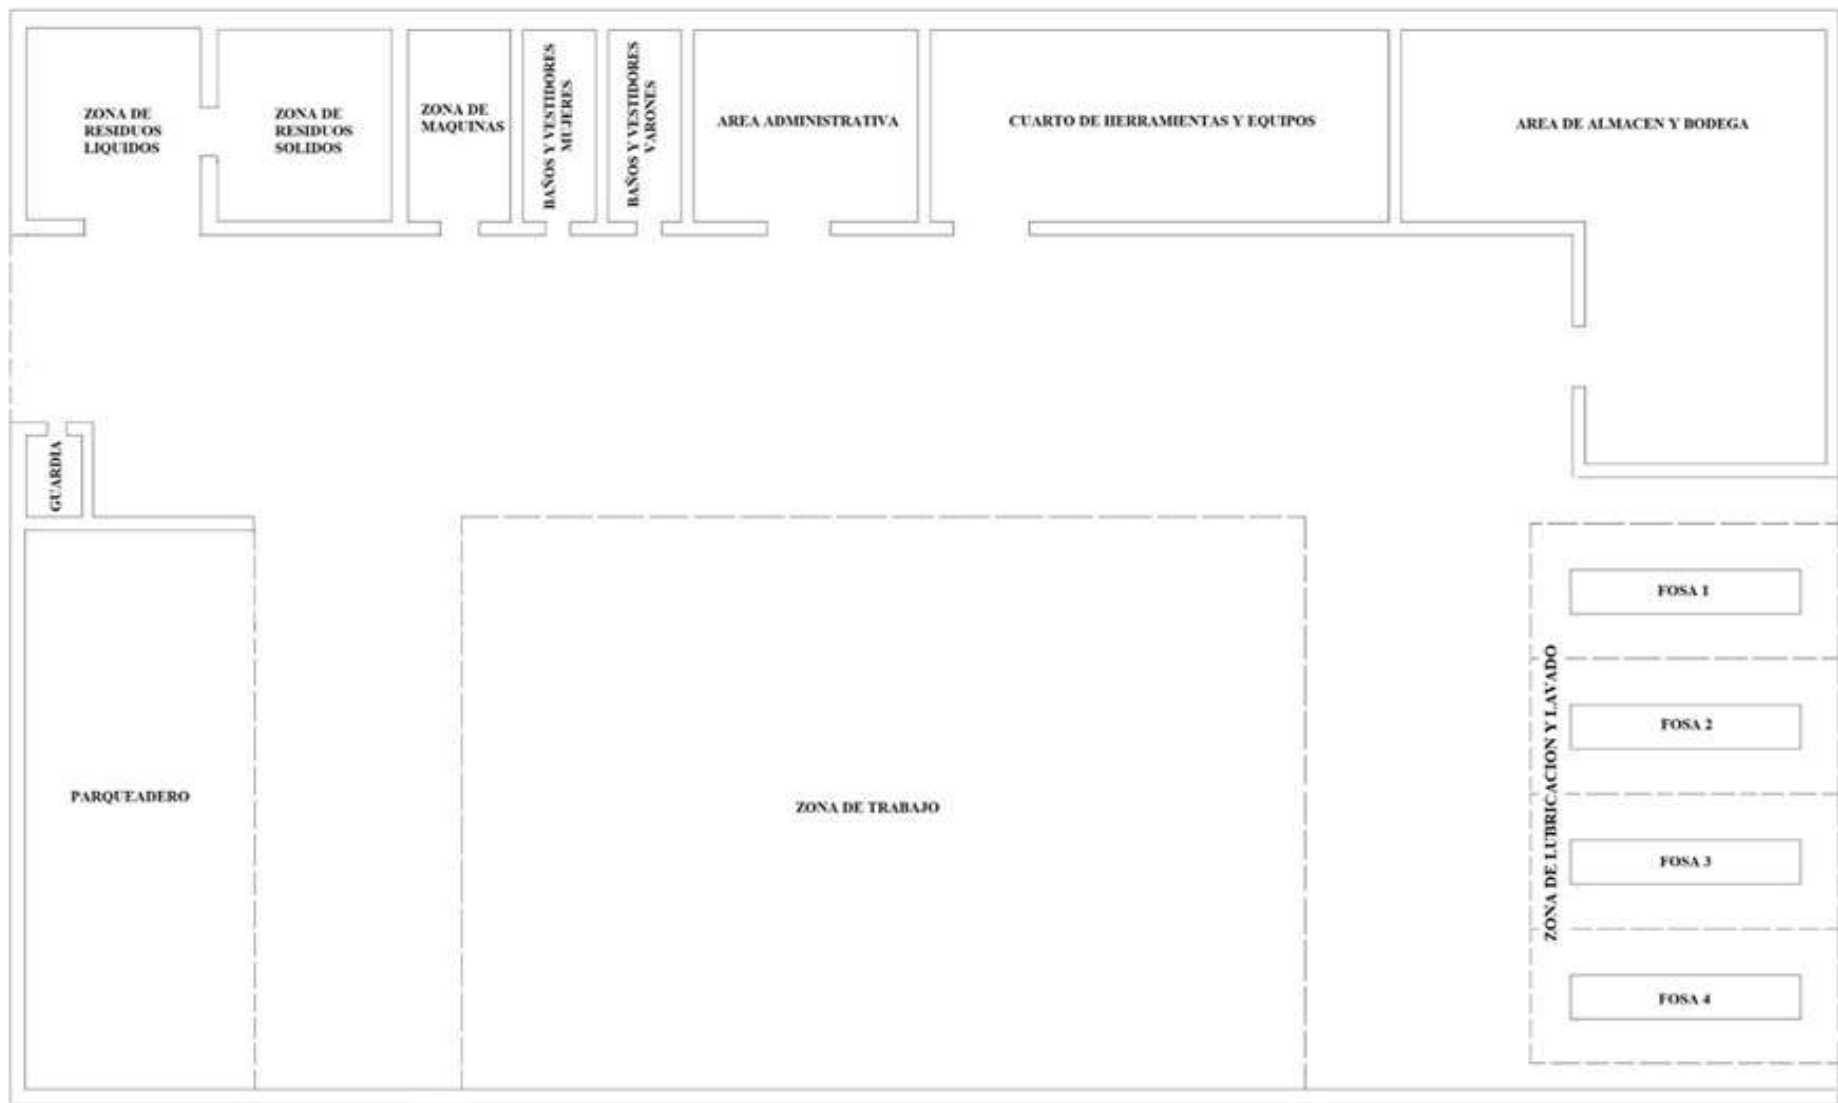 ZONA DE
RESIDUOS
LIQUIDOS
ZONA DE
RESIDUOS
SOLIDOS
ZONA DE
MAQUINAS
BAÑOS Y VESTIDORES
MUJERES
BAÑOS Y VESTIDORES
VARONES
AREA ADMINISTRATIVA
CUARTO DE HERRAMIENTAS Y EQUIPOS
AREA DE ALMACEN Y BODEGA
GUARDIA
PARQUEADERO
ZONA DE TRABAJO
ZONA DE LUBRICACION Y LAVADO
FOSA 1
FOSA 2
FOSA 3
FOSA 4